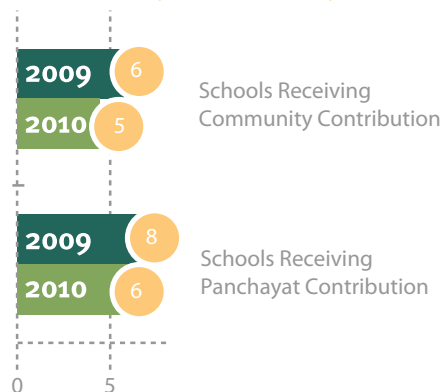 2009 6
2010 5
Schools Receiving
Community Contribution
2009 8
2010 6
Schools Receiving
Panchayat Contribution
0 5